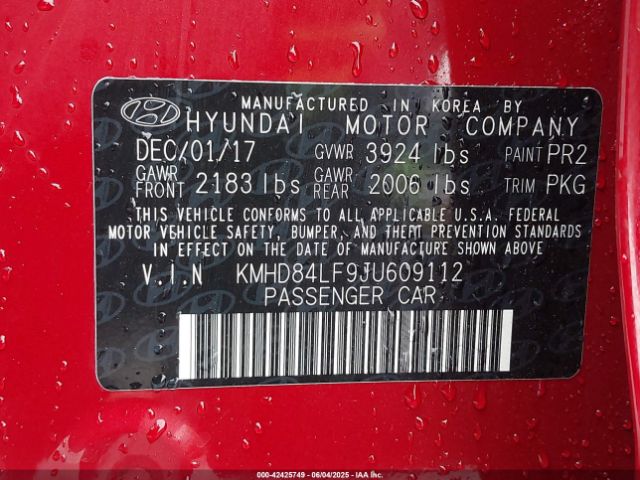 MANUFACTURED IN KOREA BY
HYUNDAI MOTOR COMPANY
DEC/01/17 GVWR 3924 lbs PAINT PR2
GAWR FRONT 2183 lbs GAWR REAR 2006 lbs TRIM PKG
THIS VEHICLE CONFORMS TO ALL APPLICABLE U.S.A. FEDERAL
MOTOR VEHICLE SAFETY, BUMPER, AND THEFT PREVENTION STANDARDS
IN EFFECT ON THE DATE OF MANUFACTURE SHOWN ABOVE.
V.I.N KMHD84LF9JU609112
PASSENGER CAR
000-42425749 06/04/2025 IAAI.COM